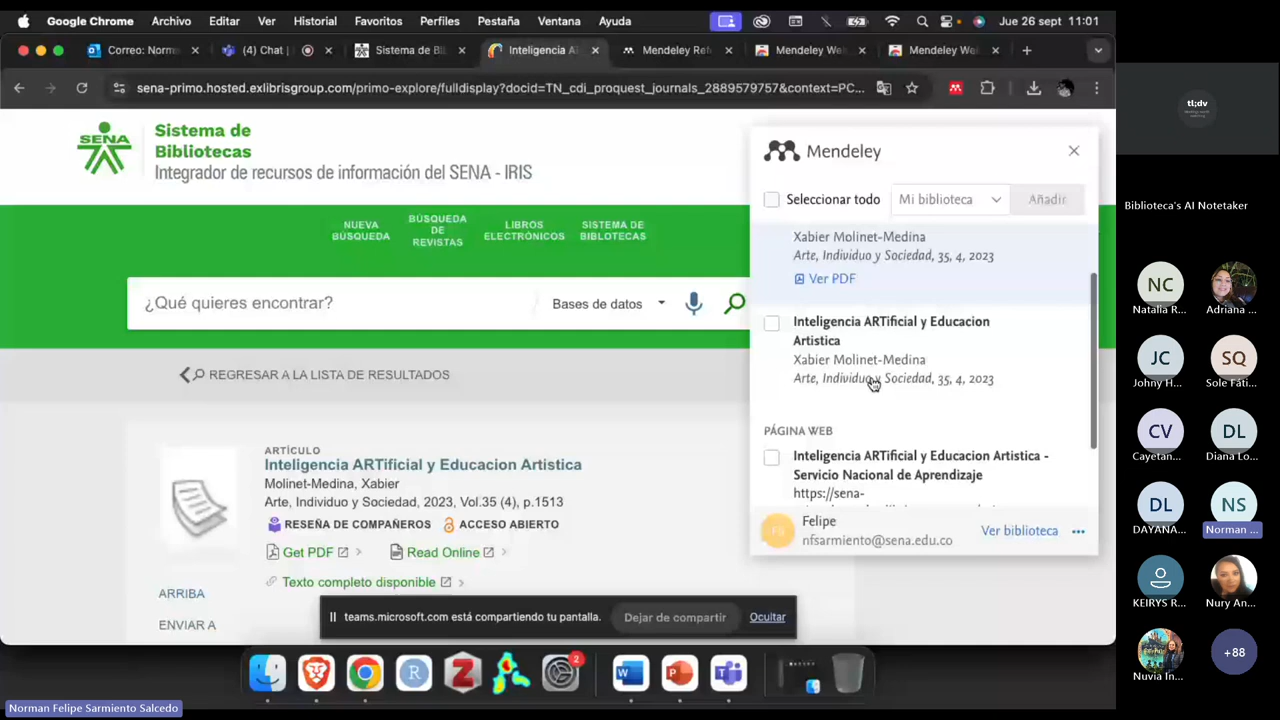 Google Chrome Archivo Editar Ver Historial Favoritos Perfiles Pestaña Ventana Ayuda Jue 26 sept 11:01
Correo: Norm (4) Chat | Sistema de Bi Inteligencia A Mendeley Ref Mendeley We Mendeley We
sena-primo.hosted.exlibrisgroup.com/primo-explore/fulldisplay?docid=TN_cdi_proquest_journals_2889579757&context=PC...
SENA
Sistema de
Bibliotecas
Integrador de recursos de información del SENA - IRIS
NUEVA
BÚSQUEDA
BÚSQUEDA
DE
REVISTAS
LIBROS
ELECTRÓNICOS
SISTEMA DE
BIBLOTECAS
¿Qué quieres encontrar?
Bases de datos
REGRESAR A LA LISTA DE RESULTADOS
ARTÍCULO
Inteligencia ARTificial y Educacion Artistica
Molinet-Medina, Xabier
Arte, Individuo y Sociedad, 2023, Vol.35 (4), p.1513
RESEÑA DE COMPAÑEROS ACCESO ABIERTO
Get PDF Read Online
Texto completo disponible
ARRIBA
ENVIAR A
Mendeley
Seleccionar todo Mi biblioteca Añadir
Xabier Molinet-Medina
Arte, Individuo y Sociedad, 35, 4, 2023
Ver PDF
Inteligencia ARTificial y Educacion
Artistica
Xabier Molinet-Medina
Arte, Individuo y Sociedad, 35, 4, 2023
PÁGINA WEB
Inteligencia ARTificial y Educacion Artistica -
Servicio Nacional de Aprendizaje
https://sena-
FS
Felipe
nfsarmiento@sena.edu.co
Ver biblioteca
teams.microsoft.com está compartiendo tu pantalla. Dejar de compartir Ocultar
R
Z
2
W
P
T
tl;dv
Biblioteca's AI Notetaker
NC
Natalia R... Adriana ...
JC SQ
Johny H... Sole Fáti...
CV DL
Cayetan... Diana Lo...
DL NS
DAYANA... Norman ...
KEIRYS R... Nury An...
+88
Nuvia In...
Norman Felipe Sarmiento Salcedo